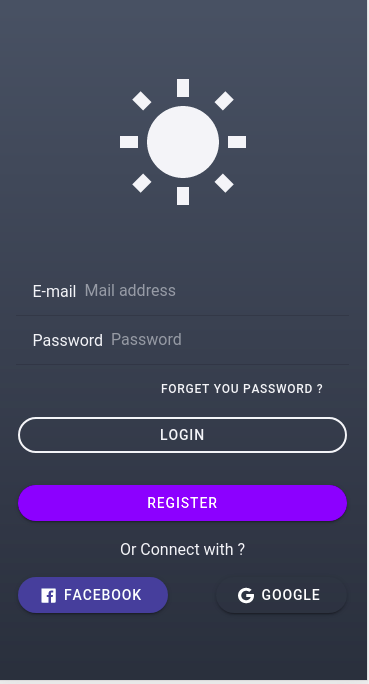 E-mail Mail address
Password Password
FORGET YOU PASSWORD ?
LOGIN
REGISTER
Or Connect with ?
FACEBOOK GOOGLE